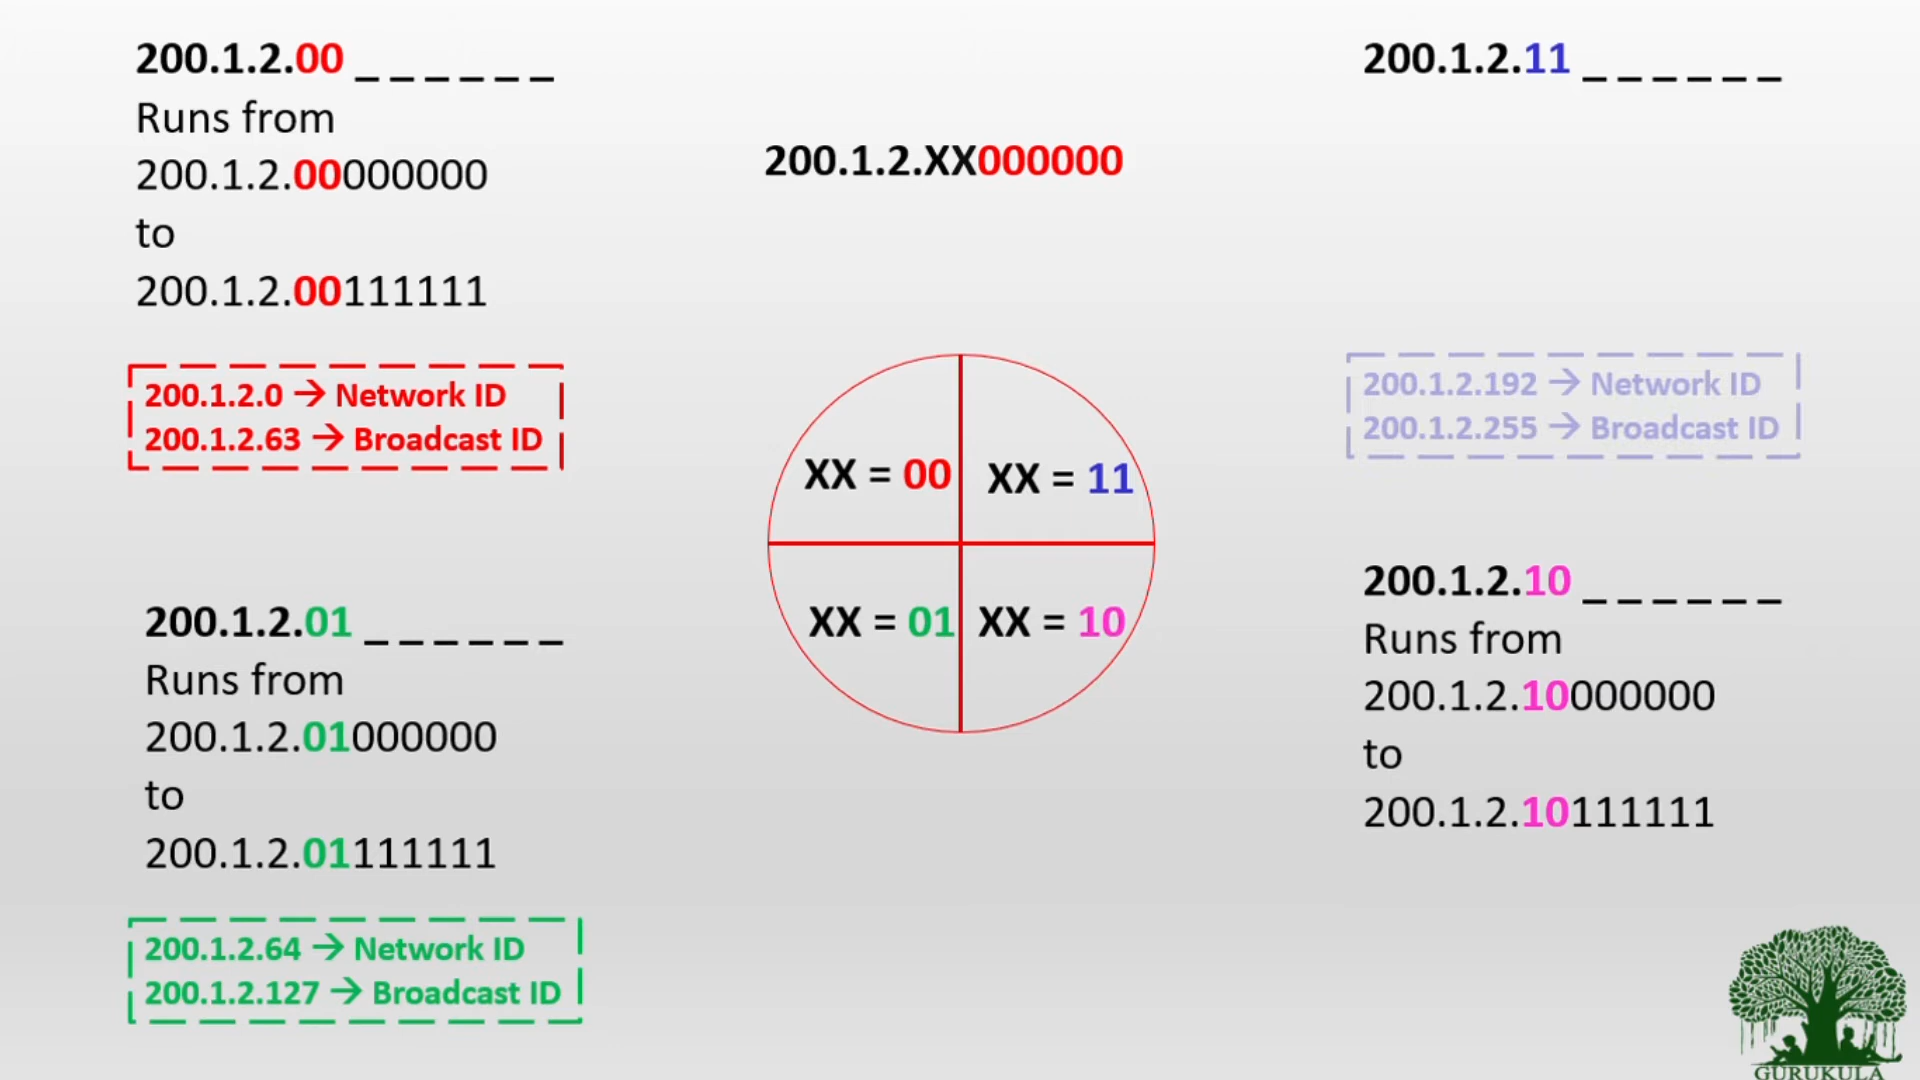 200.1.2.00 _ _ _ _ _ _
Runs from
200.1.2.00000000
to
200.1.2.00111111
200.1.2.0 → Network ID
200.1.2.63 → Broadcast ID
200.1.2.01 _ _ _ _ _ _
Runs from
200.1.2.01000000
to
200.1.2.01111111
200.1.2.64 → Network ID
200.1.2.127 → Broadcast ID
200.1.2.XX000000
XX = 00
XX = 11
XX = 01
XX = 10
200.1.2.11 _ _ _ _ _ _
200.1.2.192 → Network ID
200.1.2.255 → Broadcast ID
200.1.2.10 _ _ _ _ _ _
Runs from
200.1.2.10000000
to
200.1.2.10111111
GURUKULA